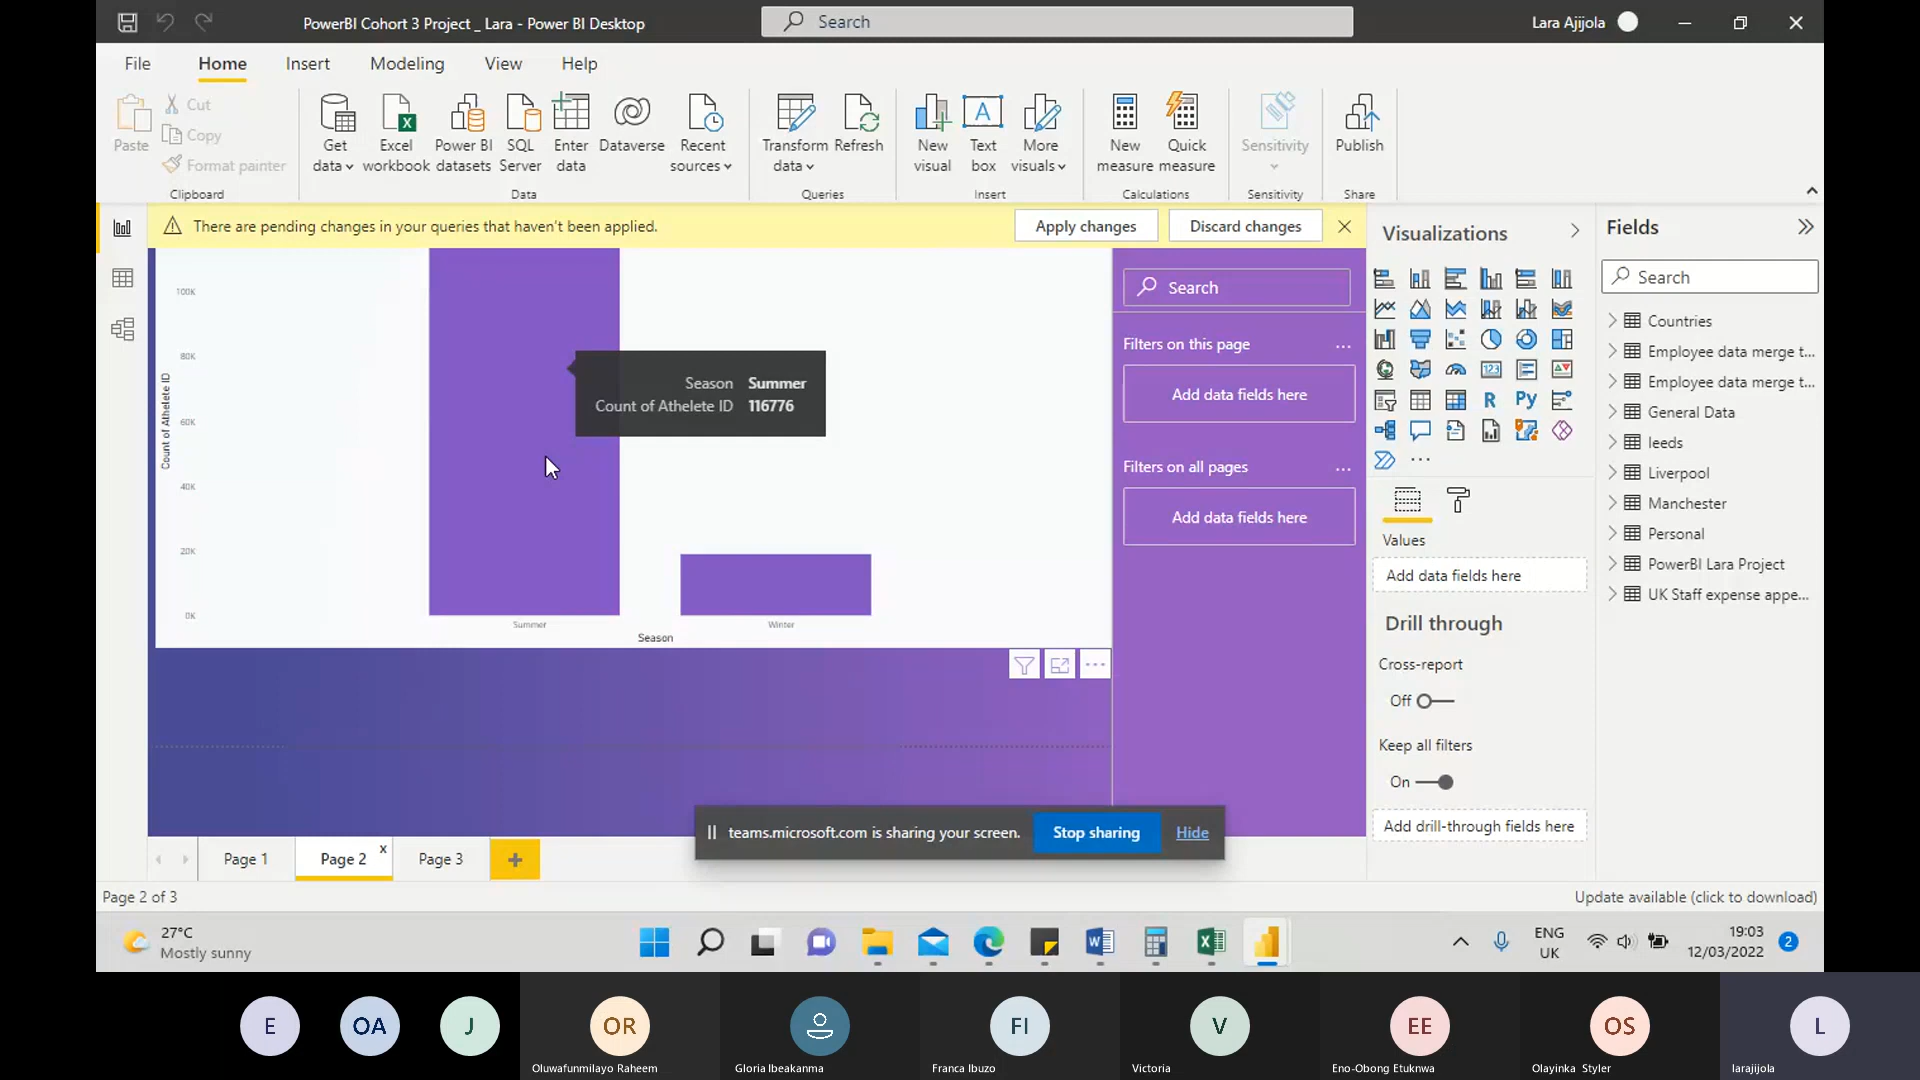 PowerBI Cohort 3 Project _ Lara - Power BI Desktop
Search
Lara Ajijola
File
Home
Insert
Modeling
View
Help
Paste
Cut
Copy
Format painter
Clipboard
Get data
Excel workbook
Power BI datasets
SQL Server
Enter data
Dataverse
Recent sources
Data
Transform data
Refresh
Queries
New visual
Text box
More visuals
Insert
New measure
Quick measure
Calculations
Sensitivity
Sensitivity
Publish
Share
There are pending changes in your queries that haven't been applied.
Apply changes
Discard changes
100K
80K
60K
40K
20K
0K
Count of Athelete ID
Season Summer
Count of Athelete ID 116776
Summer
Winter
Season
Search
Filters on this page
Add data fields here
Filters on all pages
Add data fields here
Visualizations
R
Py
123
Values
Add data fields here
Drill through
Cross-report
Off
Keep all filters
On
Add drill-through fields here
Fields
Search
Countries
Employee data merge t...
Employee data merge t...
General Data
leeds
Liverpool
Manchester
Personal
PowerBI Lara Project
UK Staff expense appe...
teams.microsoft.com is sharing your screen.
Stop sharing
Hide
Page 1
Page 2
x
Page 3
+
Page 2 of 3
Update available (click to download)
27°C
Mostly sunny
ENG
UK
19:03
12/03/2022
2
E
OA
J
OR
Oluwafunmilayo Raheem
Gloria Ibeakanma
FI
Franca Ibuzo
V
Victoria
EE
Eno-Obong Etuknwa
OS
Olayinka Styler
L
larajijola